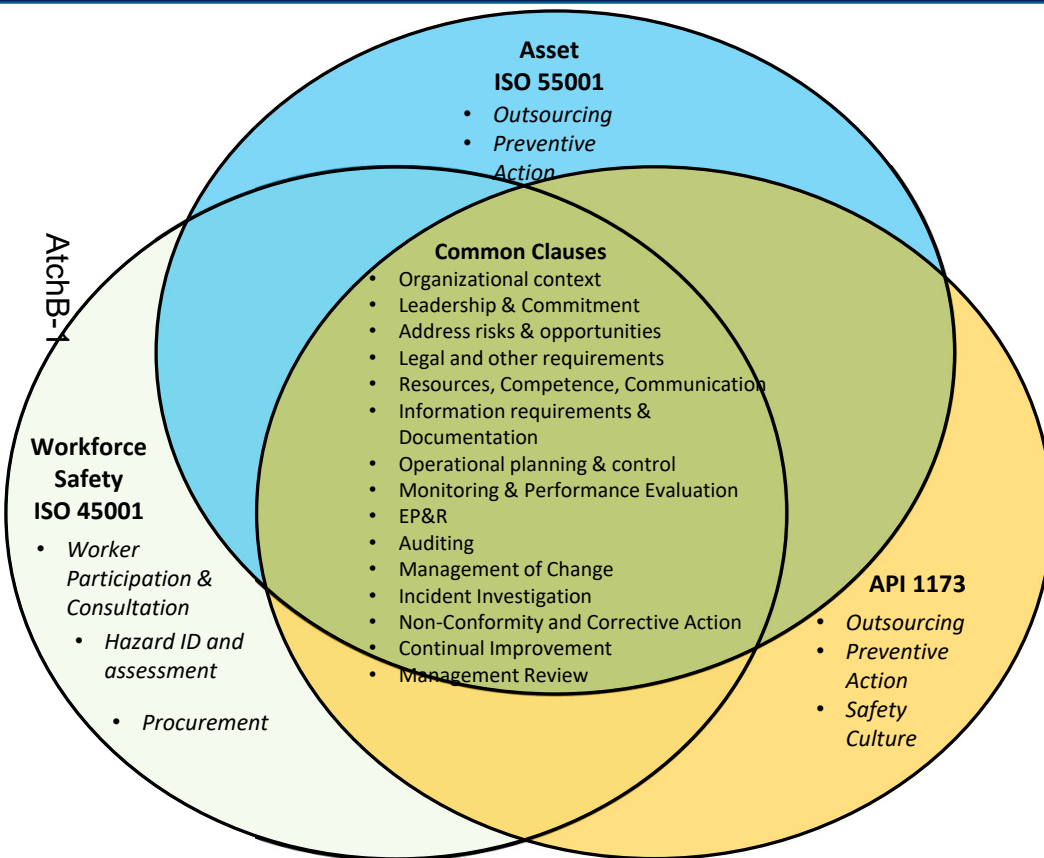 Asset
ISO 55001
• Outsourcing
• Preventive
Action
AtchB-1
Common Clauses
• Organizational context
• Leadership & Commitment
• Address risks & opportunities
• Legal and other requirements
• Resources, Competence, Communication
• Information requirements &
Documentation
• Operational planning & control
• Monitoring & Performance Evaluation
• EP&R
• Auditing
• Management of Change
• Incident Investigation
• Non-Conformity and Corrective Action
• Continual Improvement
• Management Review
Workforce
Safety
ISO 45001
• Worker
Participation &
Consultation
• Hazard ID and
assessment
• Procurement
API 1173
• Outsourcing
• Preventive
Action
• Safety
Culture